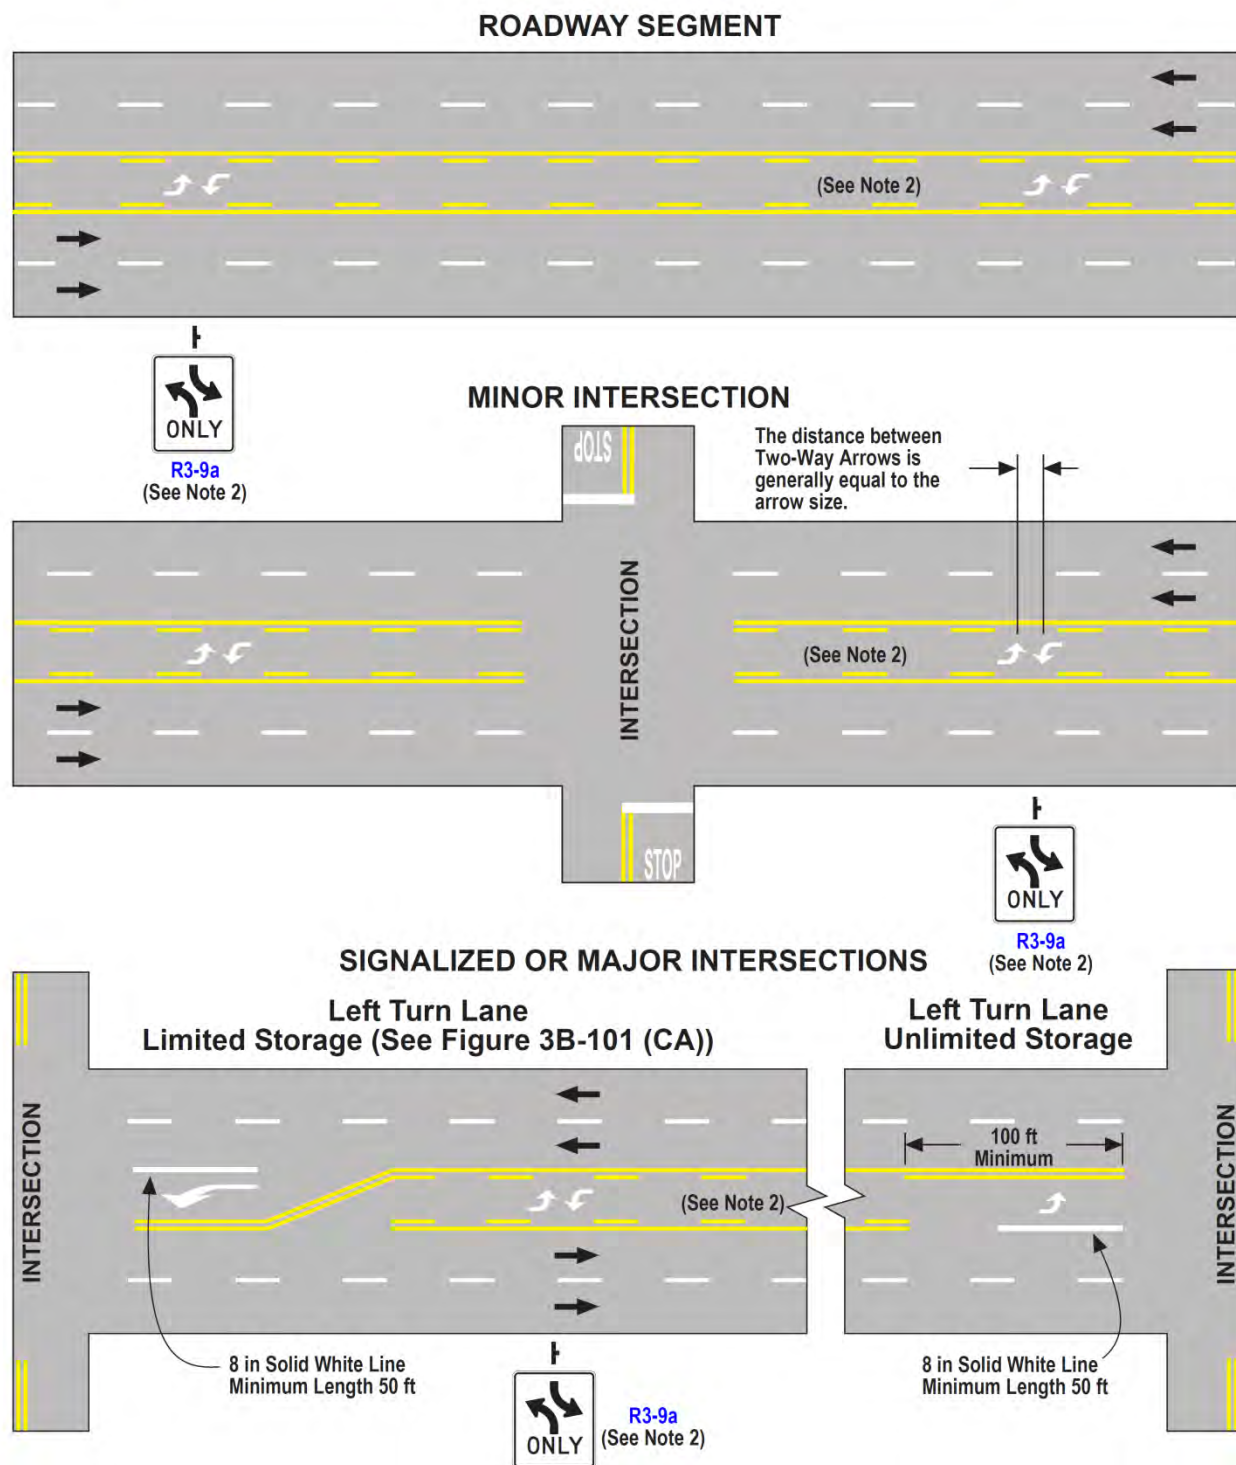 ROADWAY SEGMENT
(See Note 2)
ONLY
R3-9a
(See Note 2)
MINOR INTERSECTION
STOP
The distance between
Two-Way Arrows is
generally equal to the
arrow size.
INTERSECTION
(See Note 2)
STOP
ONLY
R3-9a
(See Note 2)
SIGNALIZED OR MAJOR INTERSECTIONS
Left Turn Lane
Limited Storage (See Figure 3B-101 (CA))
Left Turn Lane
Unlimited Storage
INTERSECTION
100 ft
Minimum
(See Note 2)
INTERSECTION
8 in Solid White Line
Minimum Length 50 ft
8 in Solid White Line
Minimum Length 50 ft
ONLY
R3-9a
(See Note 2)